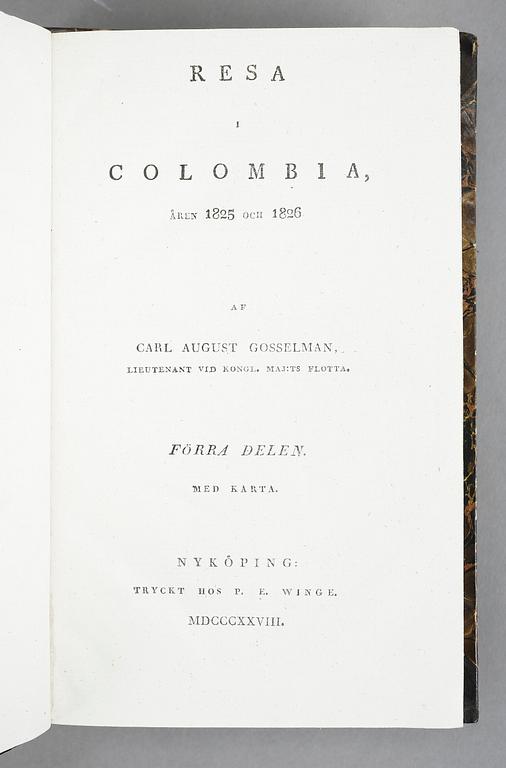 RESA
I
COLOMBIA,
ÅREN 1825 OCH 1826
AF
CARL AUGUST GOSSELMAN,
LIEUTENANT VID KONGL. MAJ:TS FLOTTA.
FÖRRA DELEN.
MED KARTA.
NYKÖPING:
TRYCKT HOS P. E. WINGE.
MDCCCXXVIII.